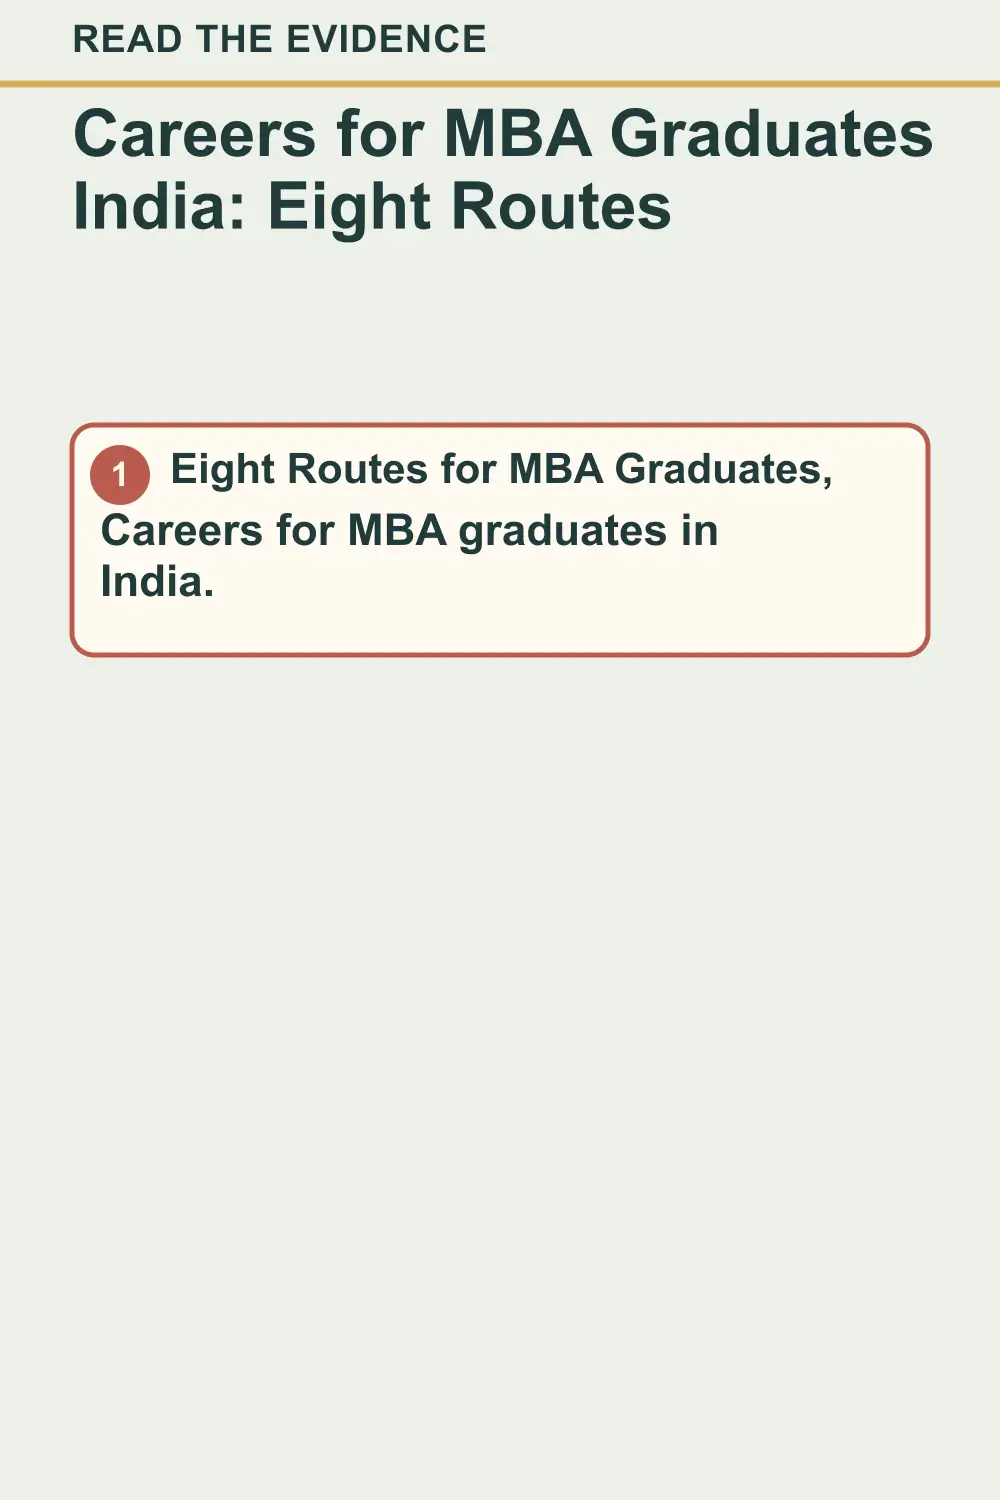 READ THE EVIDENCE
Careers for MBA Graduates
India: Eight Routes
1 Eight Routes for MBA Graduates,
Careers for MBA graduates in
India.